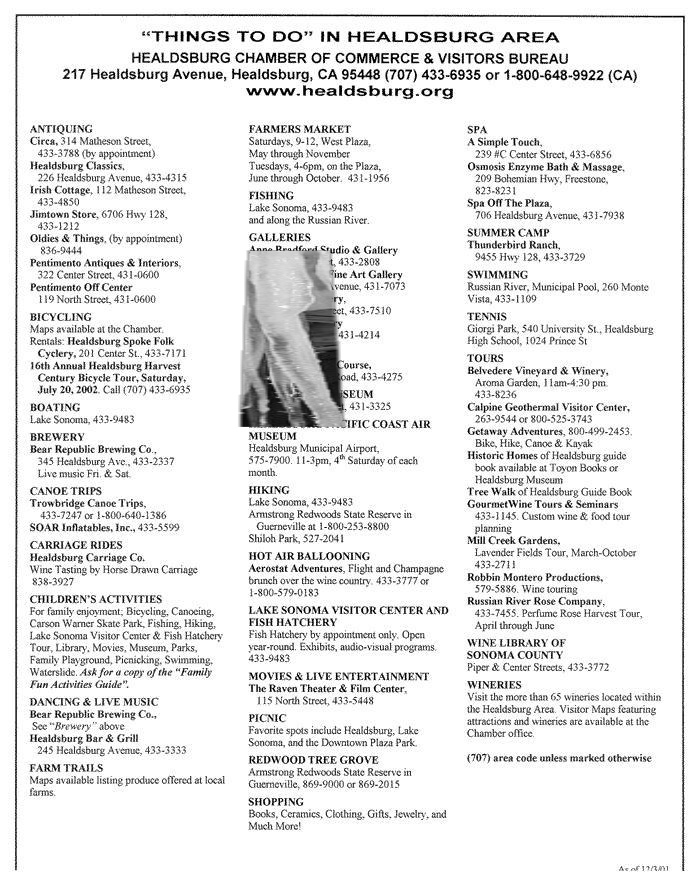 "THINGS TO DO" IN HEALDSBURG AREA
HEALDSBURG CHAMBER OF COMMERCE & VISITORS BUREAU
217 Healdsburg Avenue, Healdsburg, CA 95448 (707) 433-6935 or 1-800-648-9922 (CA)
www.healdsburg.org
ANTIQUING
Circa, 314 Matheson Street,
433-3788 (by appointment)
Healdsburg Classics,
226 Healdsburg Avenue, 433-4315
Irish Cottage, 112 Matheson Street,
433-4850
Jimtown Store, 6706 Hwy 128,
433-1212
Oldies & Things, (by appointment)
836-9444
Pentimento Antiques & Interiors,
322 Center Street, 431-0600
Pentimento Off Center
119 North Street, 431-0600
BICYCLING
Maps available at the Chamber.
Rentals: Healdsburg Spoke Folk
Cyclery, 201 Center St., 433-7171
16th Annual Healdsburg Harvest
Century Bicycle Tour, Saturday,
July 20, 2002. Call (707) 433-6935
BOATING
Lake Sonoma, 433-9483
BREWERY
Bear Republic Brewing Co.,
345 Healdsburg Ave., 433-2337
Live music Fri. & Sat.
CANOE TRIPS
Trowbridge Canoe Trips,
433-7247 or 1-800-640-1386
SOAR Inflatables, Inc., 433-5599
CARRIAGE RIDES
Healdsburg Carriage Co.
Wine Tasting by Horse Drawn Carriage
838-3927
CHILDREN'S ACTIVITIES
For family enjoyment; Bicycling, Canoeing,
Carson Warner Skate Park, Fishing, Hiking,
Lake Sonoma Visitor Center & Fish Hatchery
Tour, Library, Movies, Museum, Parks,
Family Playground, Picnicking, Swimming,
Waterslide. Ask for a copy of the "Family
Fun Activities Guide".
DANCING & LIVE MUSIC
Bear Republic Brewing Co.,
See "Brewery" above
Healdsburg Bar & Grill
245 Healdsburg Avenue, 433-3333
FARM TRAILS
Maps available listing produce offered at local
farms.
FARMERS MARKET
Saturdays, 9-12, West Plaza,
May through November
Tuesdays, 4-6pm, on the Plaza,
June through October. 431-1956
FISHING
Lake Sonoma, 433-9483
and along the Russian River.
GALLERIES
Anne Bradford Studio & Gallery
433-2808
Fine Art Gallery
431-7073
433-7510
431-4214
Course,
433-4275
431-3325
COAST AIR
MUSEUM
Healdsburg Municipal Airport,
575-7900. 11-3pm, 4th Saturday of each
month.
HIKING
Lake Sonoma, 433-9483
Armstrong Redwoods State Reserve in
Guerneville at 1-800-253-8800
Shiloh Park, 527-2041
HOT AIR BALLOONING
Aerostat Adventures, Flight and Champagne
brunch over the wine country. 433-3777 or
1-800-579-0183
LAKE SONOMA VISITOR CENTER AND
FISH HATCHERY
Fish Hatchery by appointment only. Open
year-round. Exhibits, audio-visual programs.
433-9483
MOVIES & LIVE ENTERTAINMENT
The Raven Theater & Film Center,
115 North Street, 433-5448
PICNIC
Favorite spots include Healdsburg, Lake
Sonoma, and the Downtown Plaza Park.
REDWOOD TREE GROVE
Armstrong Redwoods State Reserve in
Guerneville, 869-9000 or 869-2015
SHOPPING
Books, Ceramics, Clothing, Gifts, Jewelry, and
Much More!
SPA
A Simple Touch,
239 #C Center Street, 433-6856
Osmosis Enzyme Bath & Massage,
209 Bohemian Hwy, Freestone,
823-8231
Spa Off The Plaza,
706 Healdsburg Avenue, 431-7938
SUMMER CAMP
Thunderbird Ranch,
9455 Hwy 128, 433-3729
SWIMMING
Russian River, Municipal Pool, 260 Monte
Vista, 433-1109
TENNIS
Giorgi Park, 540 University St., Healdsburg
High School, 1024 Prince St
TOURS
Belvedere Vineyard & Winery,
Aroma Garden, 11am-4:30 pm.
433-8236
Calpine Geothermal Visitor Center,
263-9544 or 800-525-3743
Getaway Adventures, 800-499-2453.
Bike, Hike, Canoe & Kayak
Historic Homes of Healdsburg guide
book available at Toyon Books or
Healdsburg Museum
Tree Walk of Healdsburg Guide Book
GourmetWine Tours & Seminars
433-1145. Custom wine & food tour
planning
Mill Creek Gardens,
Lavender Fields Tour, March-October
433-2711
Robbin Montero Productions,
579-5886. Wine touring
Russian River Rose Company,
433-7455. Perfume Rose Harvest Tour,
April through June
WINE LIBRARY OF
SONOMA COUNTY
Piper & Center Streets, 433-3772
WINERIES
Visit the more than 65 wineries located within
the Healdsburg Area. Visitor Maps featuring
attractions and wineries are available at the
Chamber office.
(707) area code unless marked otherwise
As of 12/3/01